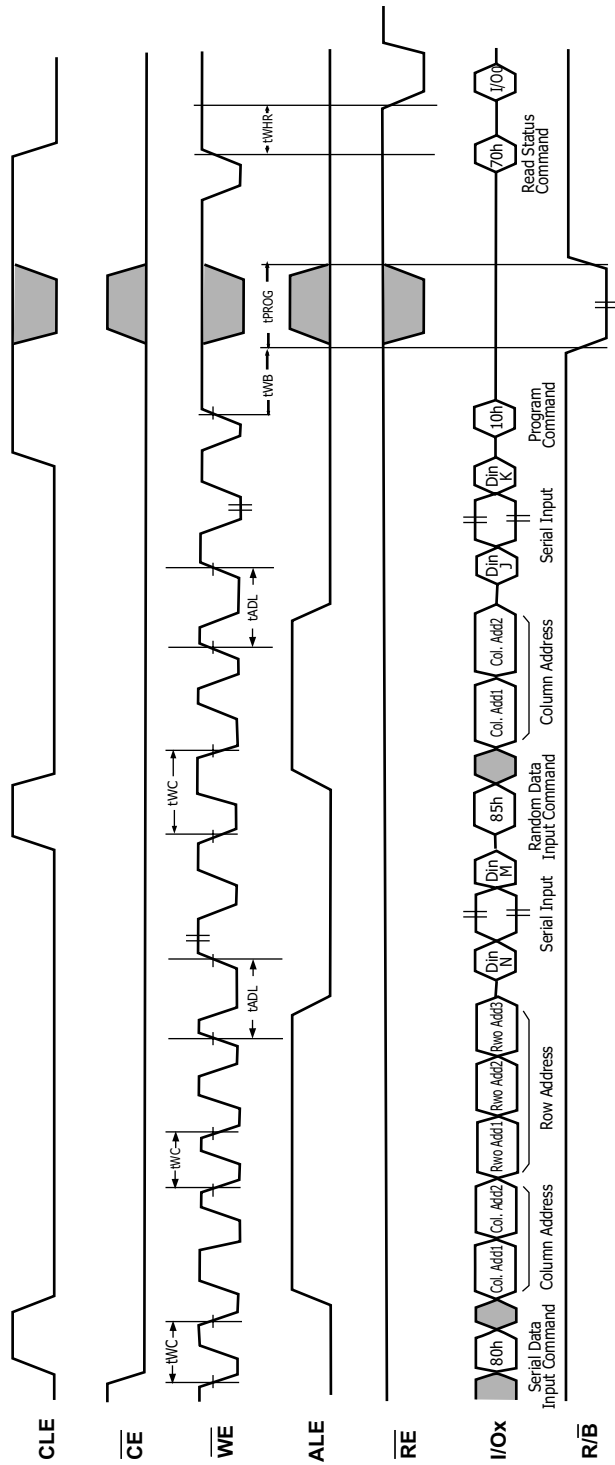 CLE
CE
WE
tWC
tWC
tADL
tWC
tADL
tWB
tPROG
tWHR
ALE
RE
I/Ox
80h
Col. Add1
Col. Add2
Rwo Add1
Rwo Add2
Rwo Add3
Din
N
Din
M
85h
Col. Add1
Col. Add2
Din
J
Din
K
10h
70h
I/O0
Serial Data
Input Command
Column Address
Row Address
Serial Input
Random Data
Input Command
Column Address
Serial Input
Program
Command
Read Status
Command
R/B